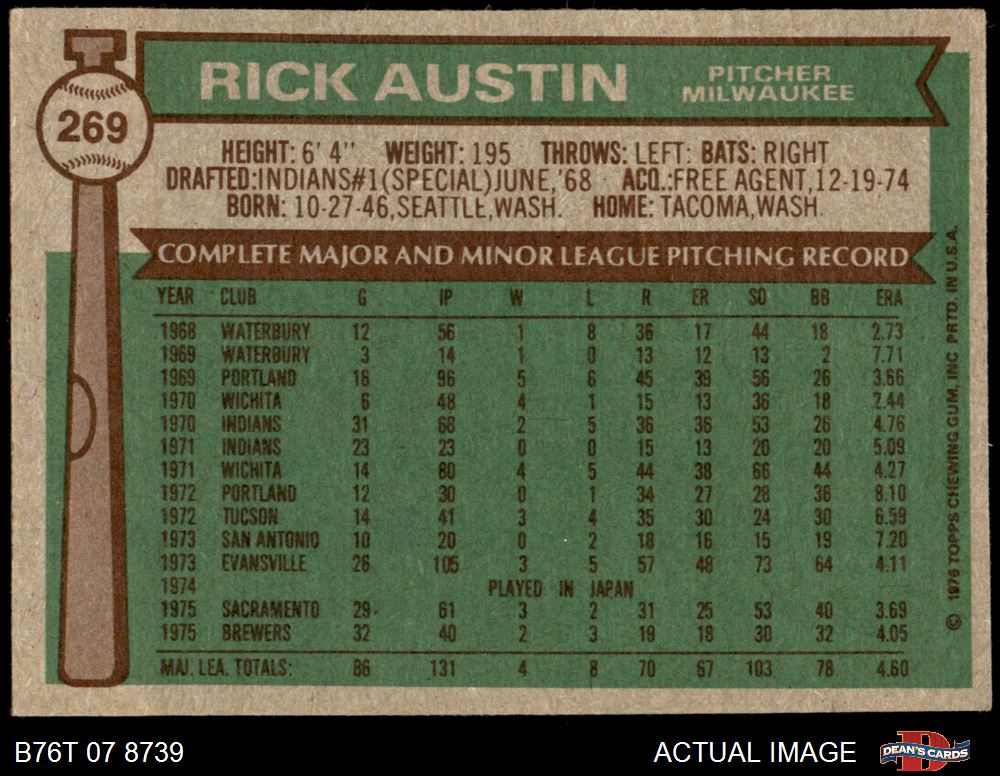 269
RICK AUSTIN PITCHER
MILWAUKEE
HEIGHT: 6' 4" WEIGHT: 195 THROWS: LEFT: BATS: RIGHT
DRAFTED:INDIANS#1(SPECIAL)JUNE,'68 ACQ.:FREE AGENT,12-19-74
BORN: 10-27-46,SEATTLE,WASH. HOME: TACOMA,WASH.
COMPLETE MAJOR AND MINOR LEAGUE PITCHING RECORD
YEAR CLUB G IP W L R ER SO BB ERA
1968 WATERBURY 12 56 1 8 36 17 44 18 2.73
1969 WATERBURY 3 14 1 0 13 12 13 2 7.71
1969 PORTLAND 16 96 5 6 45 39 56 26 3.66
1970 WICHITA 6 48 4 1 15 13 36 18 2.44
1970 INDIANS 31 68 2 5 36 36 53 26 4.76
1971 INDIANS 23 23 0 0 15 13 20 20 5.09
1971 WICHITA 14 80 4 5 44 38 66 44 4.27
1972 PORTLAND 12 30 0 1 34 27 28 36 8.10
1972 TUCSON 14 41 3 4 35 30 24 30 6.59
1973 SAN ANTONIO 10 20 0 2 18 16 15 19 7.20
1973 EVANSVILLE 26 105 3 5 57 48 73 64 4.11
1974 PLAYED IN JAPAN
1975 SACRAMENTO 29 61 3 2 31 25 53 40 3.69
1975 BREWERS 32 40 2 3 19 18 30 32 4.05
MAJ. LEA. TOTALS: 86 131 4 8 70 67 103 78 4.60
© 1976 TOPPS CHEWING GUM, INC PRTD. IN U.S.A.
B76T 07 8739 ACTUAL IMAGE DEAN'S CARDS